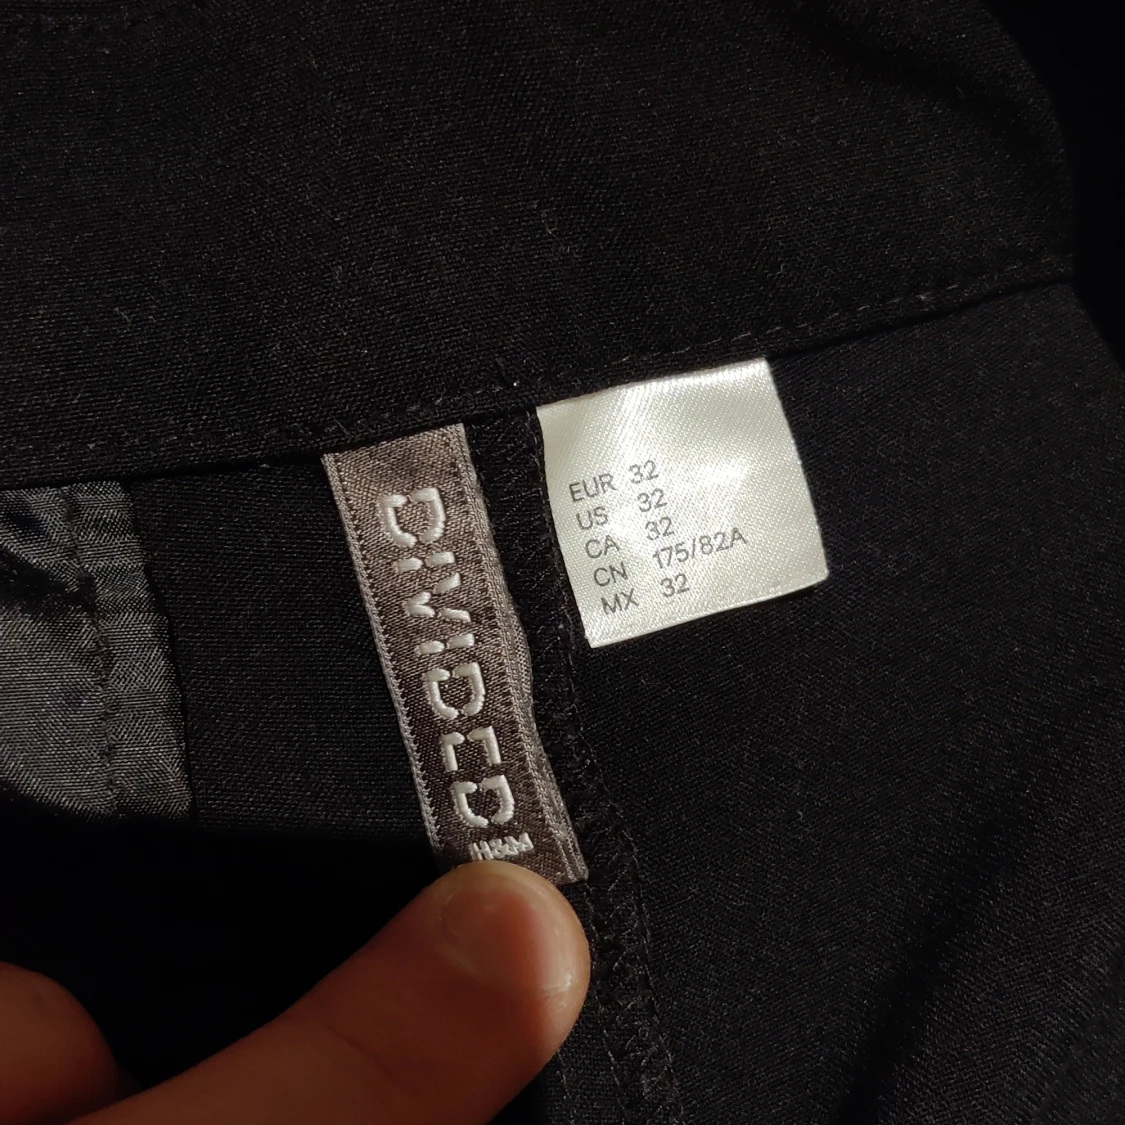 DIVIDED
H&M
EUR 32
US 32
CA 32
CN 175/82A
MX 32